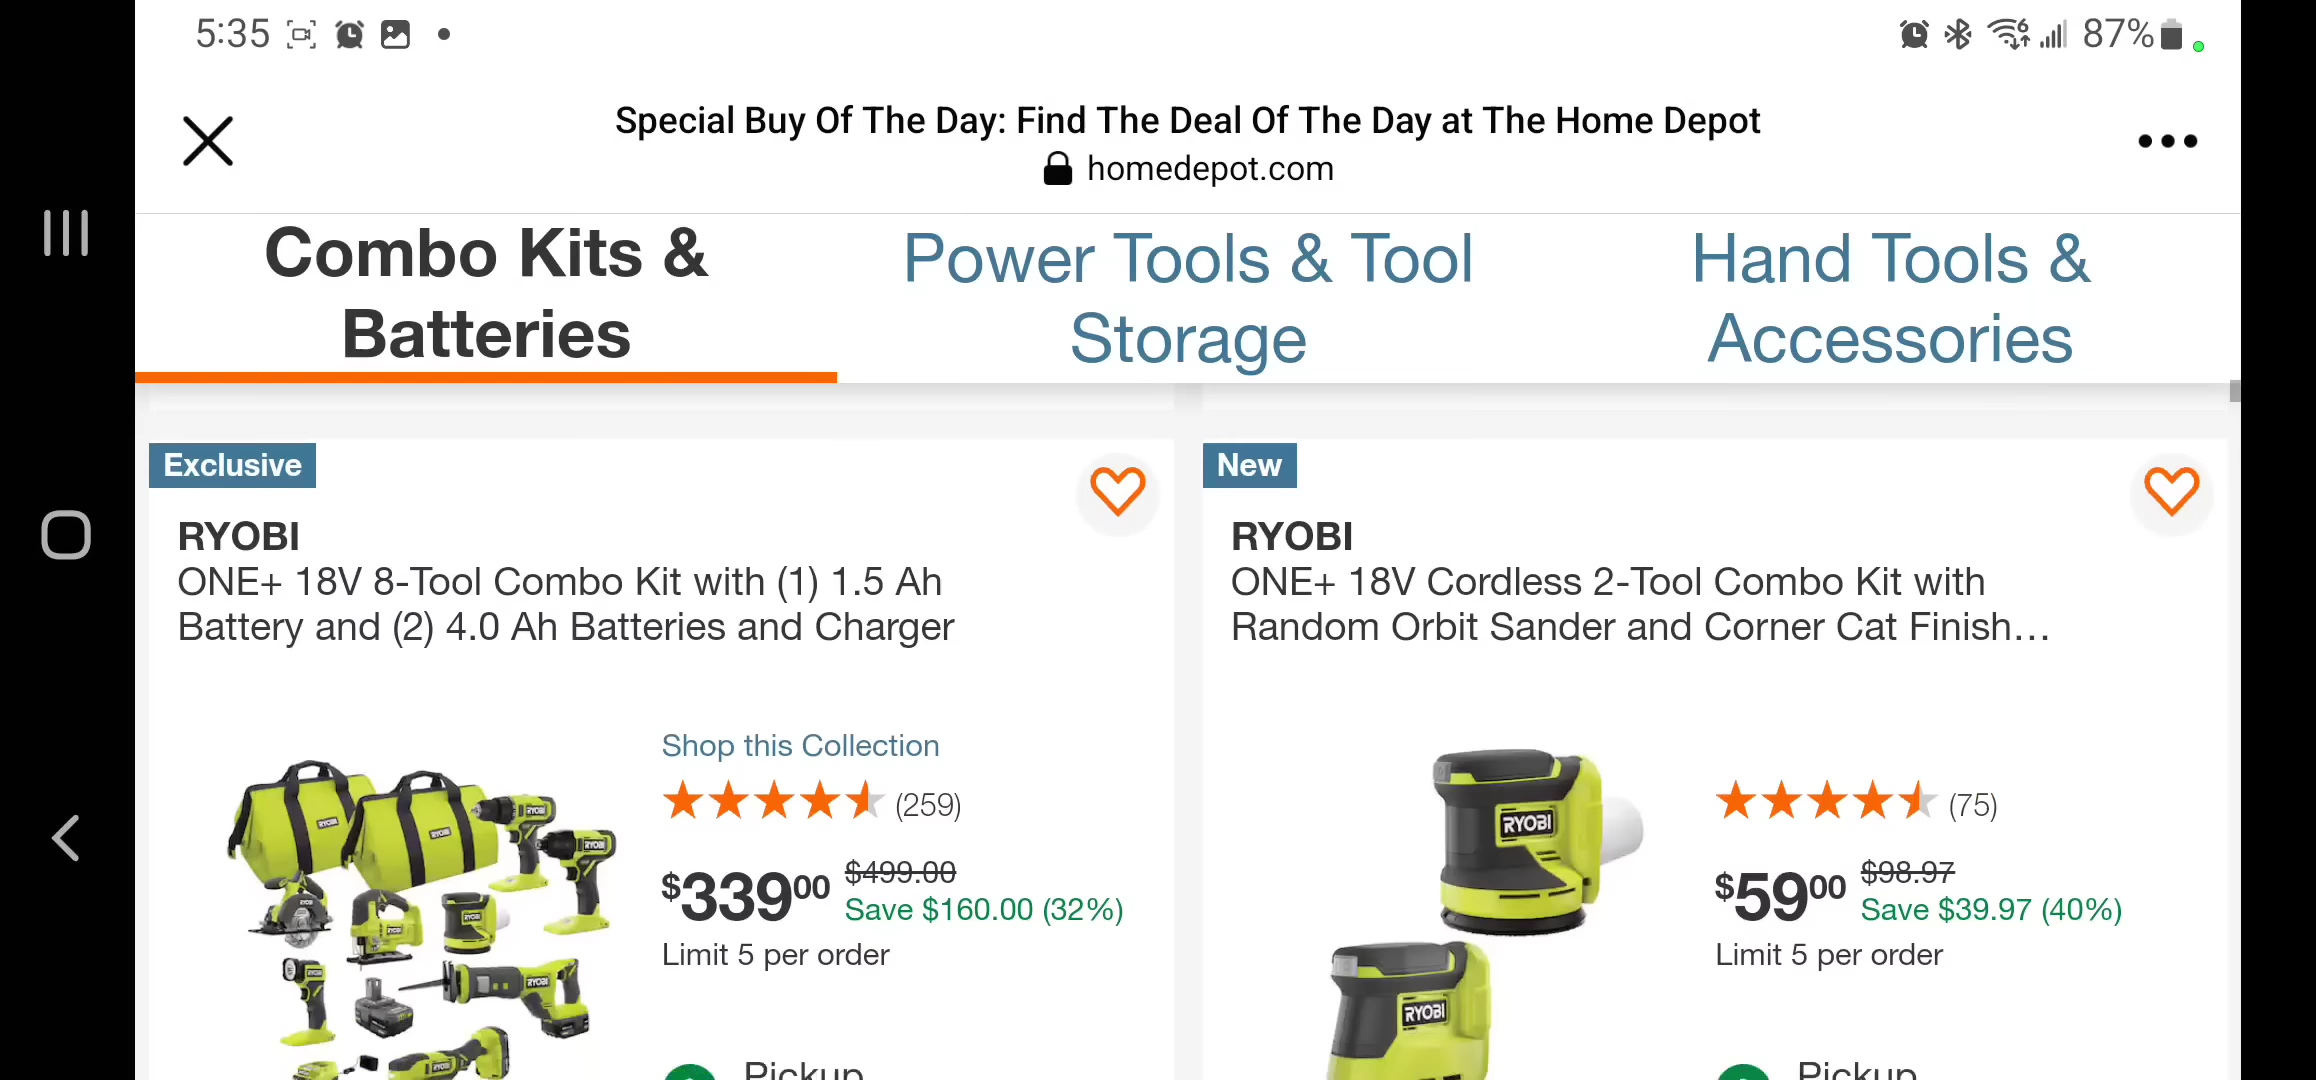 5:35
87%
Special Buy Of The Day: Find The Deal Of The Day at The Home Depot
homedepot.com
Combo Kits &
Batteries
Power Tools & Tool
Storage
Hand Tools &
Accessories
Exclusive
RYOBI
ONE+ 18V 8-Tool Combo Kit with (1) 1.5 Ah
Battery and (2) 4.0 Ah Batteries and Charger
Shop this Collection
(259)
$33900 $499.00
Save $160.00 (32%)
Limit 5 per order
Pickup
New
RYOBI
ONE+ 18V Cordless 2-Tool Combo Kit with
Random Orbit Sander and Corner Cat Finish...
RYOBI
RYOBI
(75)
$5900 $98.97
Save $39.97 (40%)
Limit 5 per order
Pickup